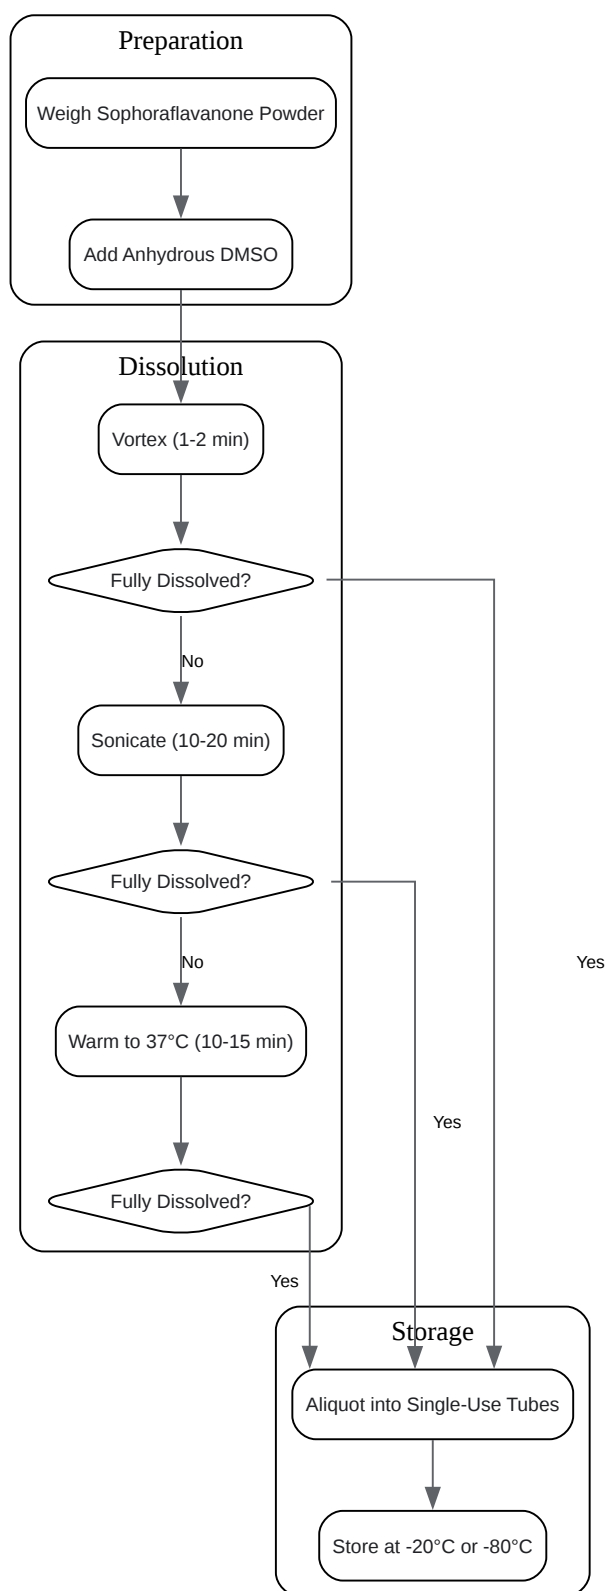 Preparation
Weigh Sophoraflavanone Powder
Add Anhydrous DMSO
Dissolution
Vortex (1-2 min)
Fully Dissolved?
No
Sonicate (10-20 min)
Fully Dissolved?
No
Yes
Warm to 37°C (10-15 min)
Yes
Fully Dissolved?
Yes
Storage
Aliquot into Single-Use Tubes
Store at -20°C or -80°C